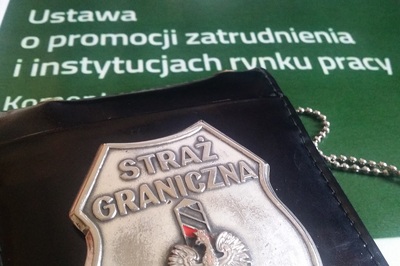 Ustawa
o promocji zatrudnienia
i instytucjach rynku pracy
STRAŻ
GRANICZNA